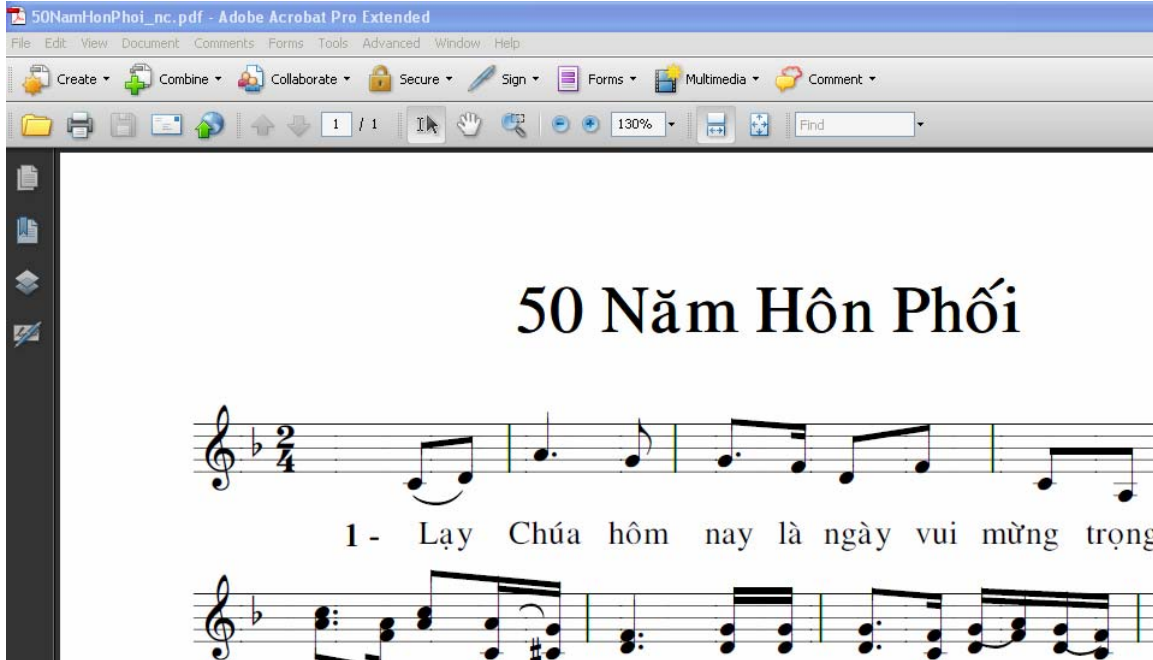 50NamHonPhoi_nc.pdf - Adobe Acrobat Pro Extended
File Edit View Document Comments Forms Tools Advanced Window Help
Create Combine Collaborate Secure Sign Forms Multimedia Comment
1 / 1 130% Find
50 Năm Hôn Phối
2
4
1 - Lạy Chúa hôm nay là ngày vui mừng trọng